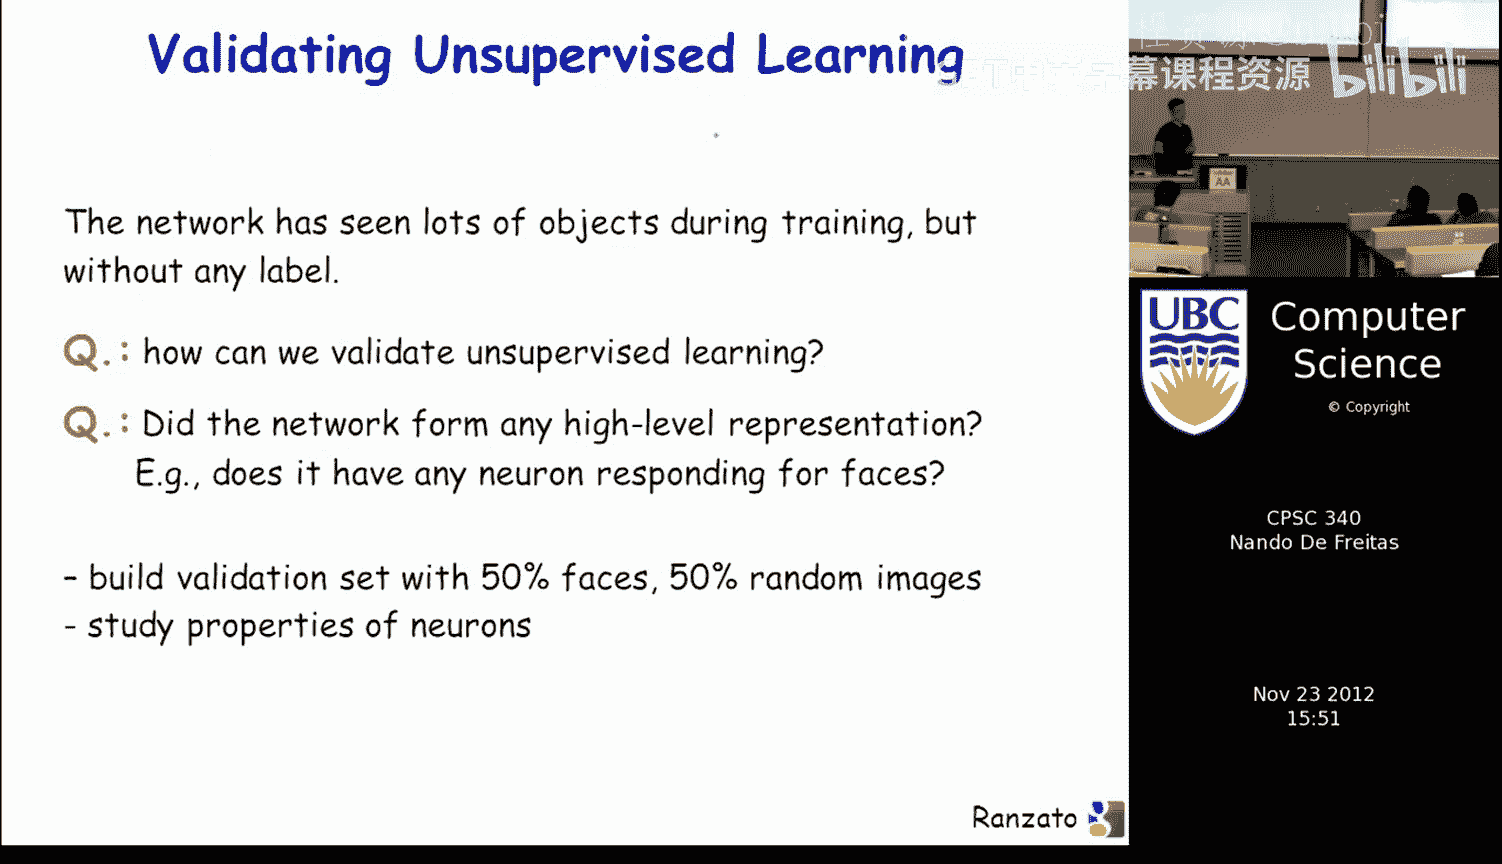 Validating Unsupervised Learning
The network has seen lots of objects during training, but
without any label.
Q.: how can we validate unsupervised learning?
Q.: Did the network form any high-level representation?
E.g., does it have any neuron responding for faces?
- build validation set with 50% faces, 50% random images
- study properties of neurons
Ranzato
幕课程资源 bilibili
AA
UBC
Computer
Science
© Copyright
CPSC 340
Nando De Freitas
Nov 23 2012
15:51